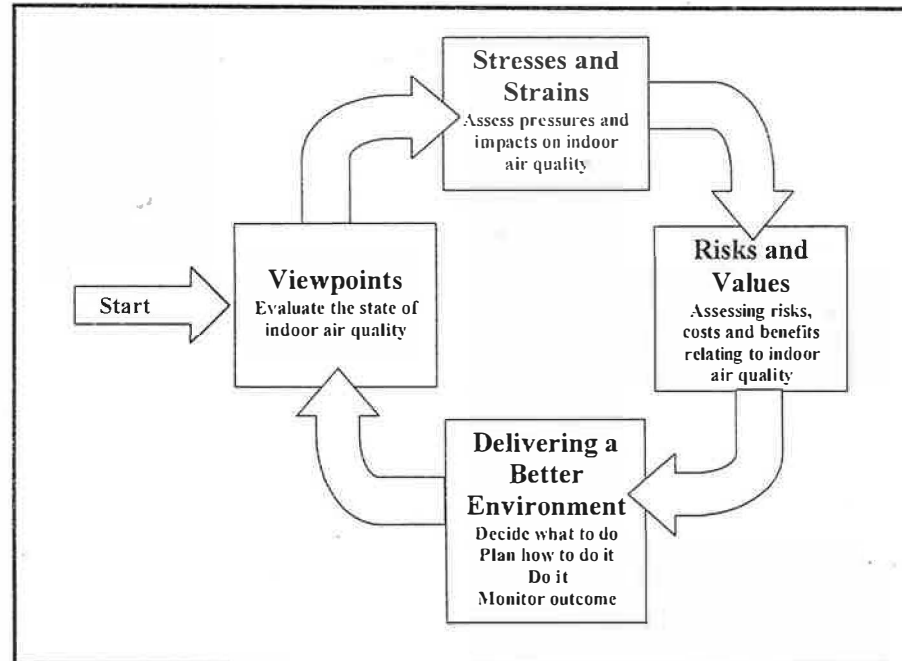 Start
Viewpoints
Evaluate the state of
indoor air quality
Stresses and
Strains
Assess pressures and
impacts on indoor
air quality
Risks and
Values
Assessing risks,
costs and benefits
relating to indoor
air quality
Delivering a
Better
Environment
Decide what to do
Plan how to do it
Do it
Monitor outcome